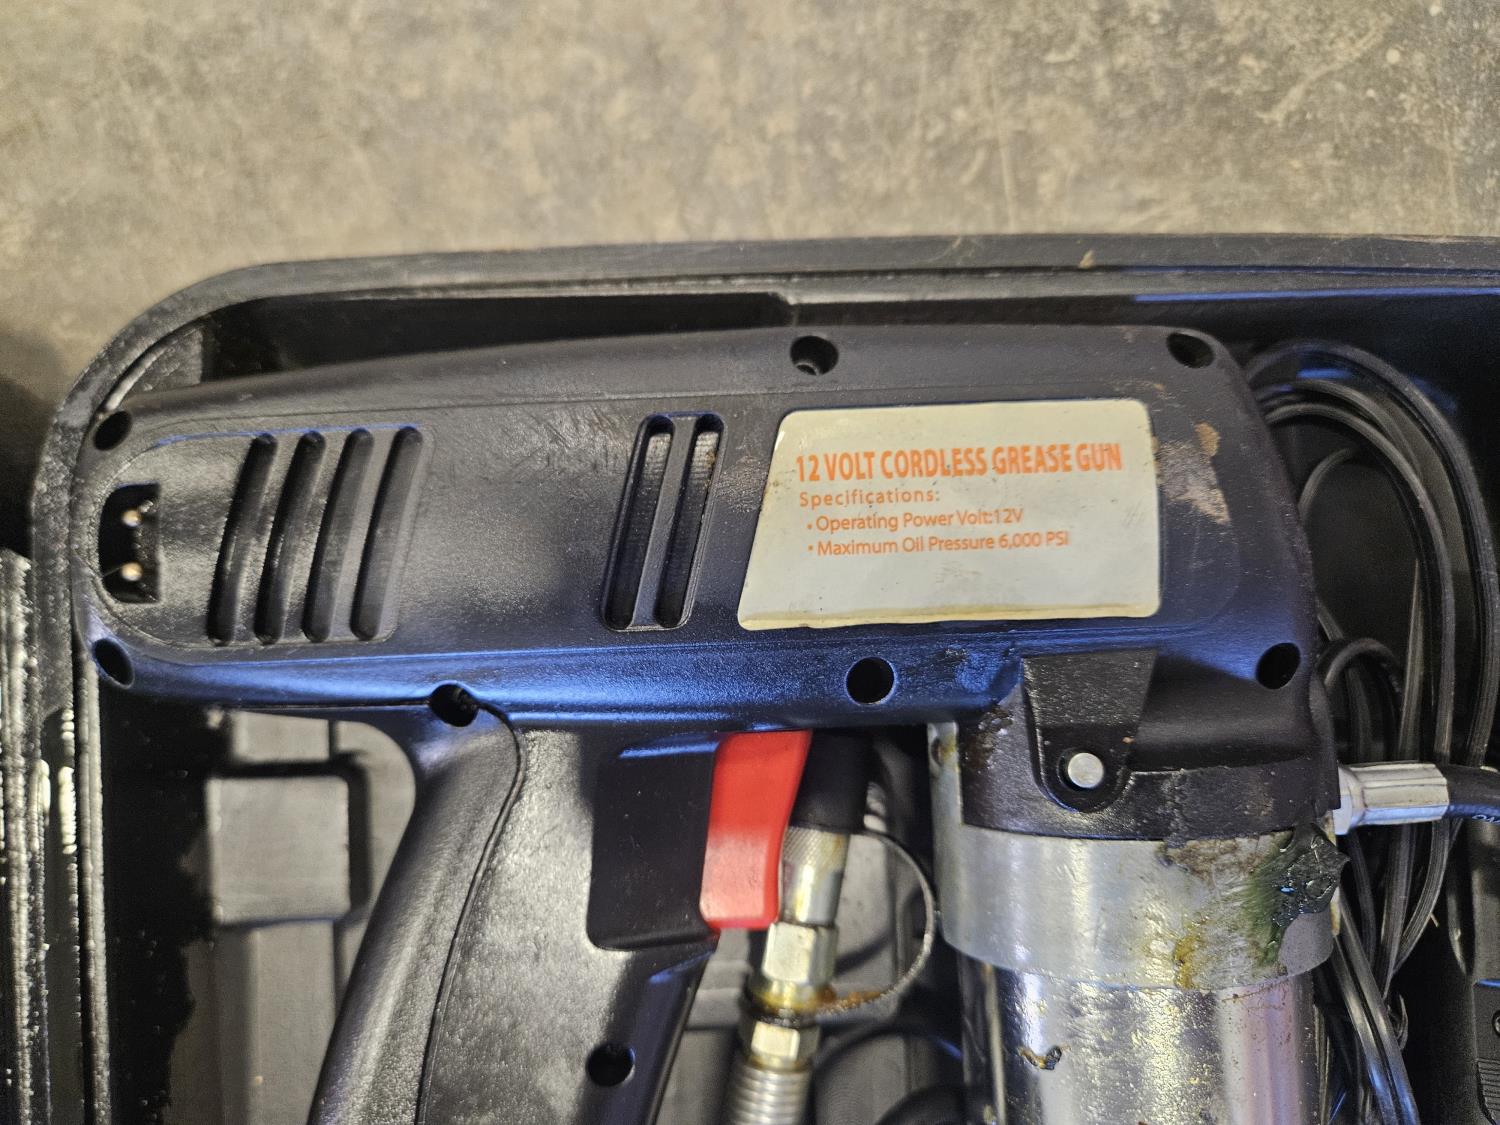 12 VOLT CORDLESS GREASE GUN
Specifications:
• Operating Power Volt:12V
• Maximum Oil Pressure 6,000 PSI